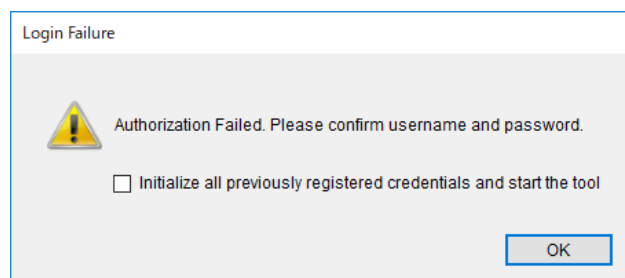 Login Failure
Authorization Failed. Please confirm username and password.
Initialize all previously registered credentials and start the tool
OK